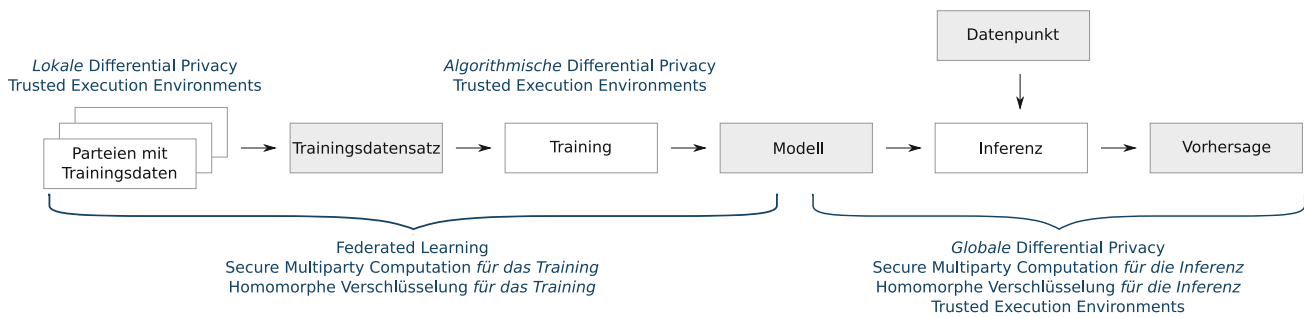 Datenpunkt
Lokale Differential Privacy
Trusted Execution Environments
Algorithmische Differential Privacy
Trusted Execution Environments
Parteien mit
Trainingsdaten
Trainingsdatensatz
Training
Modell
Inferenz
Vorhersage
Federated Learning
Secure Multiparty Computation für das Training
Homomorphe Verschlüsselung für das Training
Globale Differential Privacy
Secure Multiparty Computation für die Inferenz
Homomorphe Verschlüsselung für die Inferenz
Trusted Execution Environments